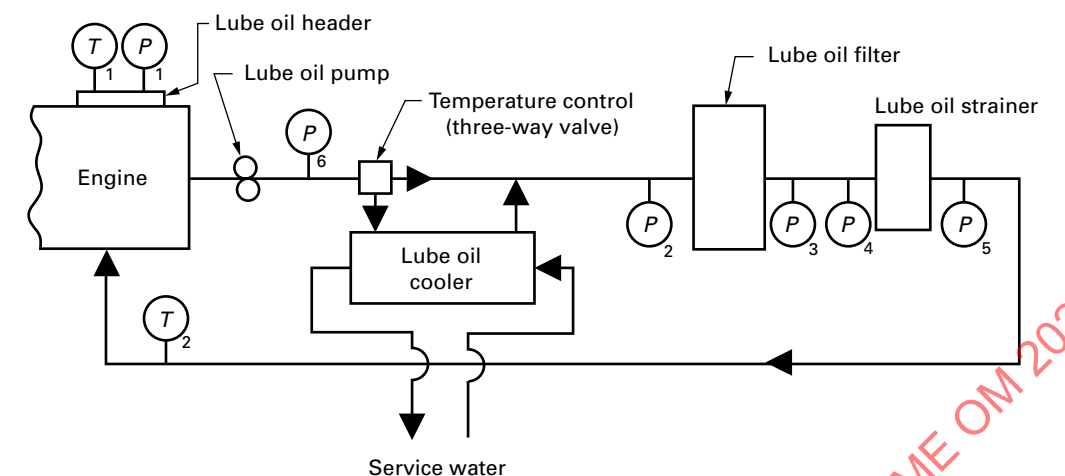 Lube oil header
T
1
P
1
Lube oil pump
Lube oil filter
Temperature control
(three-way valve)
Lube oil strainer
P
6
Engine
P
2
P
3
P
4
P
5
Lube oil
cooler
T
2
Service water